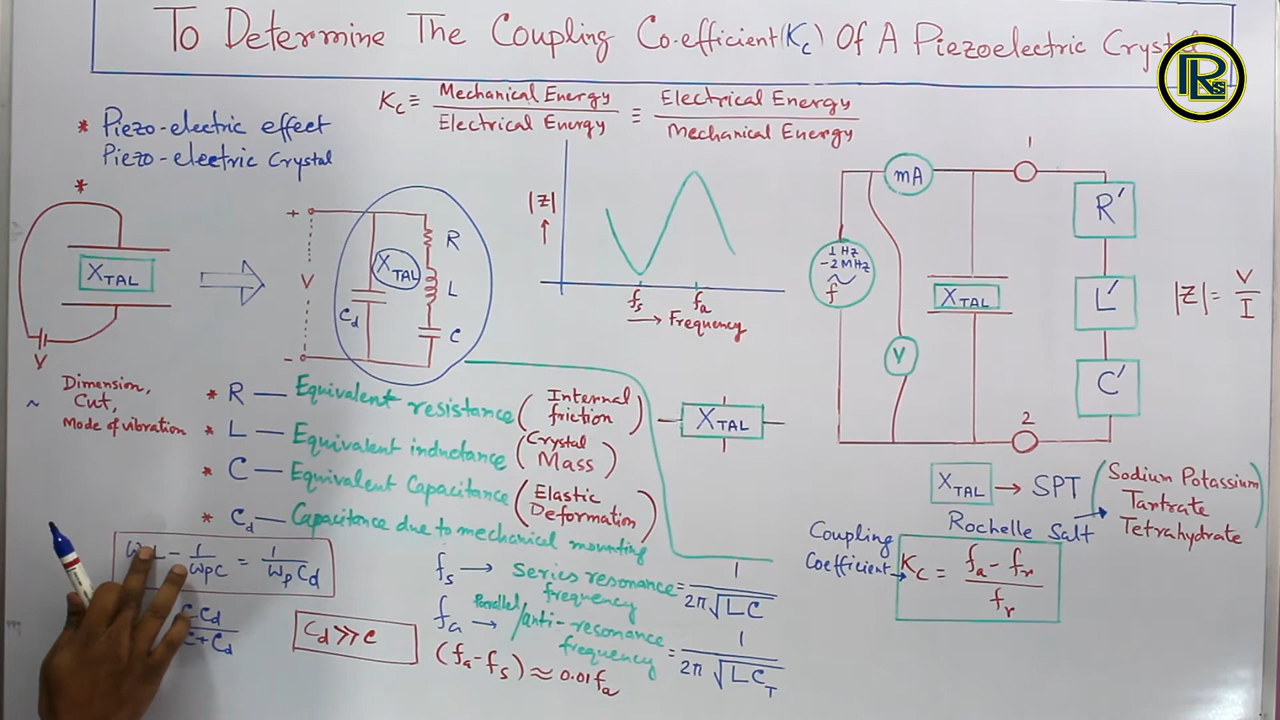 To Determine The Coupling Co-efficient (Kc) Of A Piezoelectric Crystal
RLs
Kc ≡ Mechanical Energy / Electrical Energy ≡ Electrical Energy / Mechanical Energy
* Piezo-electric effect
Piezo-electric Crystal
*
XTAL
V
Dimension,
Cut,
Mode of vibration
~
+
V
-
XTAL
Cd
R
L
C
|Z|
↑
fs
fa
→ Frequency
mA
1 Hz
-2MHz
~
f
V
XTAL
1
2
R′
L′
C′
|Z| = V/I
* R — Equivalent resistance (Internal friction)
* L — Equivalent inductance (Crystal Mass)
* C — Equivalent Capacitance (Elastic Deformation)
* Cd — Capacitance due to mechanical mounting
XTAL
XTAL → SPT (Sodium Potassium
Tartrate
Tetrahydrate)
Rochelle Salt
- 1/ωpC = 1/ωpCd
CCd / C+Cd
Cd >> C
fs → Series resonance frequency = 1/2π√LC
fa → Parallel/anti-resonance frequency = 1/2π√LCT
(fa-fs) ≈ 0.01fa
Coupling
Coefficient → Kc = fa - fr / fr